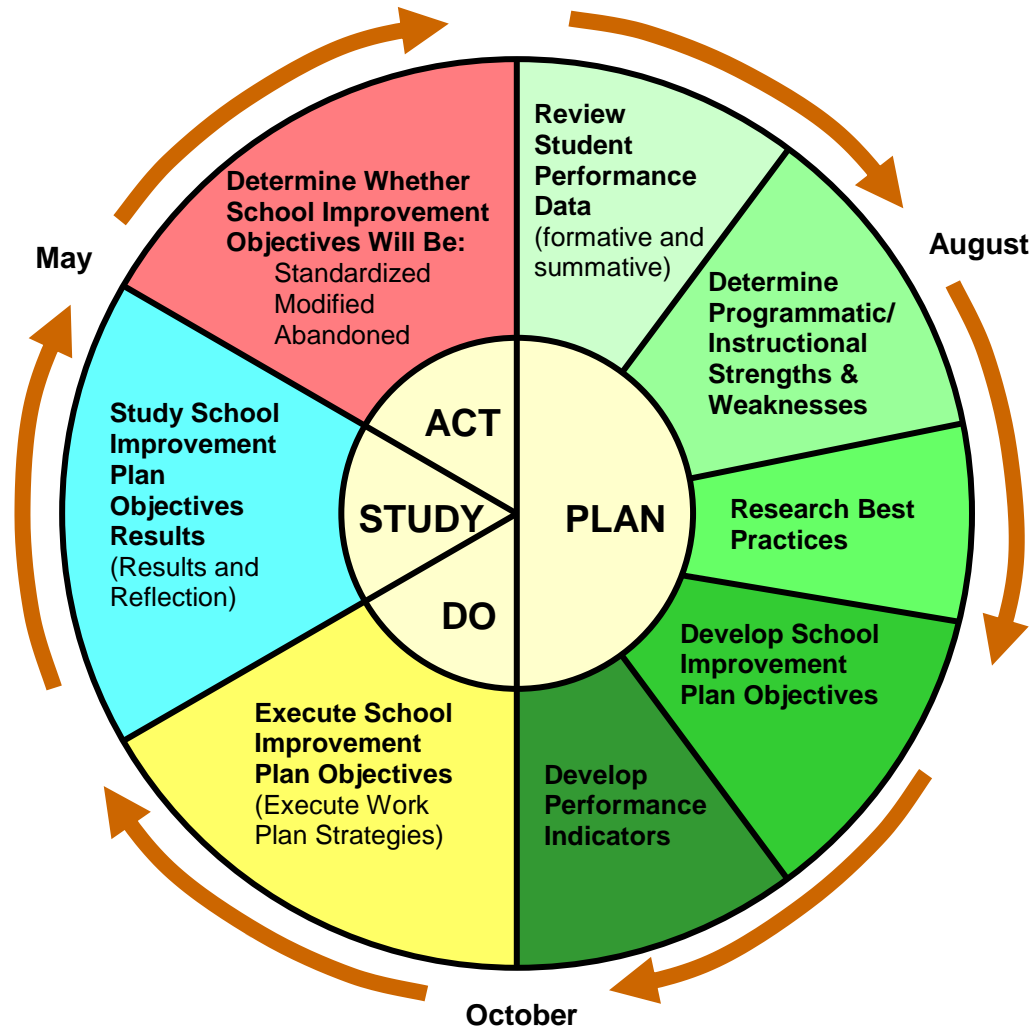 Review
Student
Performance
Data
(formative and
summative)
August
Determine
Programmatic/
Instructional
Strengths &
Weaknesses
Research Best
Practices
Develop School
Improvement
Plan Objectives
Develop
Performance
Indicators
October
Execute School
Improvement
Plan Objectives
(Execute Work
Plan Strategies)
Study School
Improvement
Plan
Objectives
Results
(Results and
Reflection)
May
Determine Whether
School Improvement
Objectives Will Be:
Standardized
Modified
Abandoned
ACT
STUDY
DO
PLAN